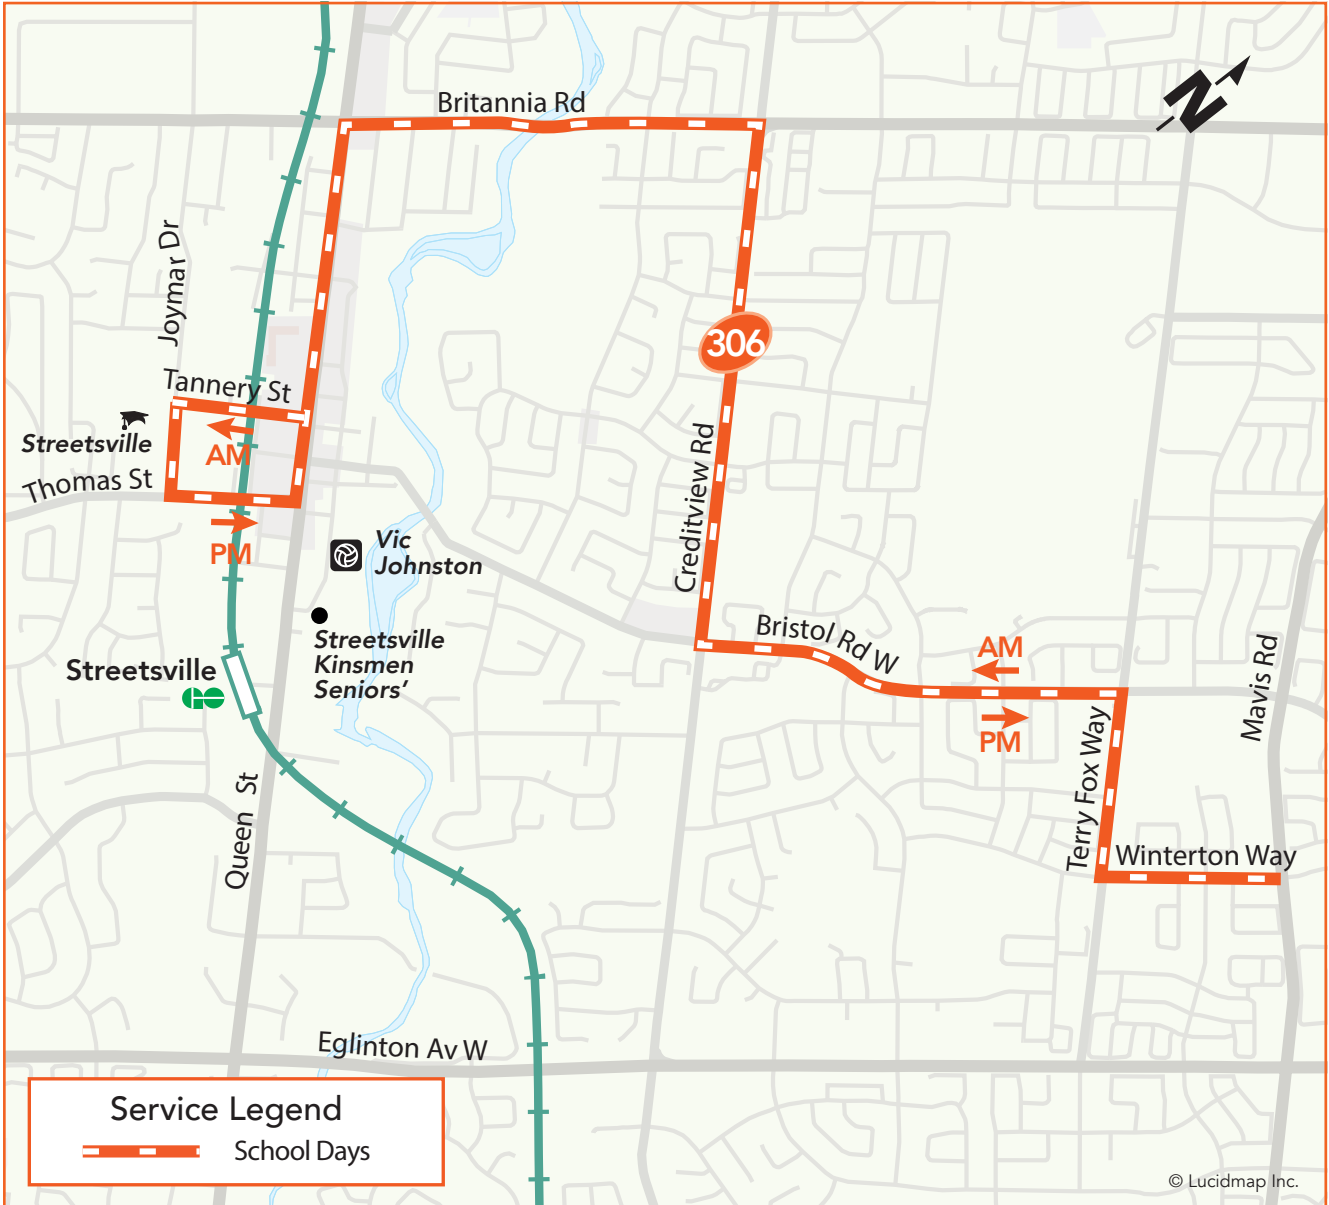 Britannia Rd
N
Joymar Dr
306
Tannery St
Streetsville
AM
Thomas St
PM
Creditview Rd
Vic
Johnston
Streetsville
Kinsmen
Seniors'
Streetsville
Bristol Rd W
AM
PM
Mavis Rd
Terry Fox Way
Queen St
Winterton Way
Eglinton Av W
Service Legend
School Days
© Lucidmap Inc.